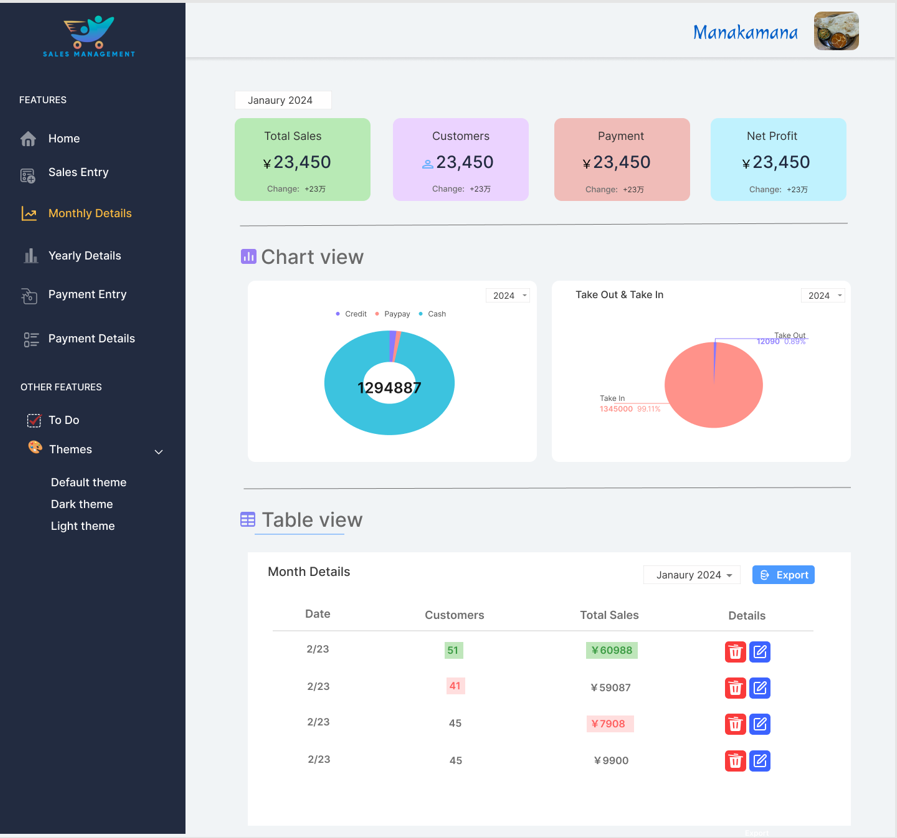 SALES MANAGEMENT
Manakamana
FEATURES
Home
Sales Entry
Monthly Details
Yearly Details
Payment Entry
Payment Details
OTHER FEATURES
To Do
Themes
Default theme
Dark theme
Light theme
Janaury 2024
Total Sales
¥23,450
Change: +23万
Customers
23,450
Change: +23万
Payment
¥23,450
Change: +23万
Net Profit
¥23,450
Change: +23万
Chart view
2024
Credit Paypay Cash
1294887
Take Out & Take In
2024
Take Out
12090 0.89%
Take In
1345000 99.11%
Table view
Month Details
Janaury 2024
Export
Date Customers Total Sales Details
2/23 51 ¥60988
2/23 41 ¥59087
2/23 45 ¥7908
2/23 45 ¥9900